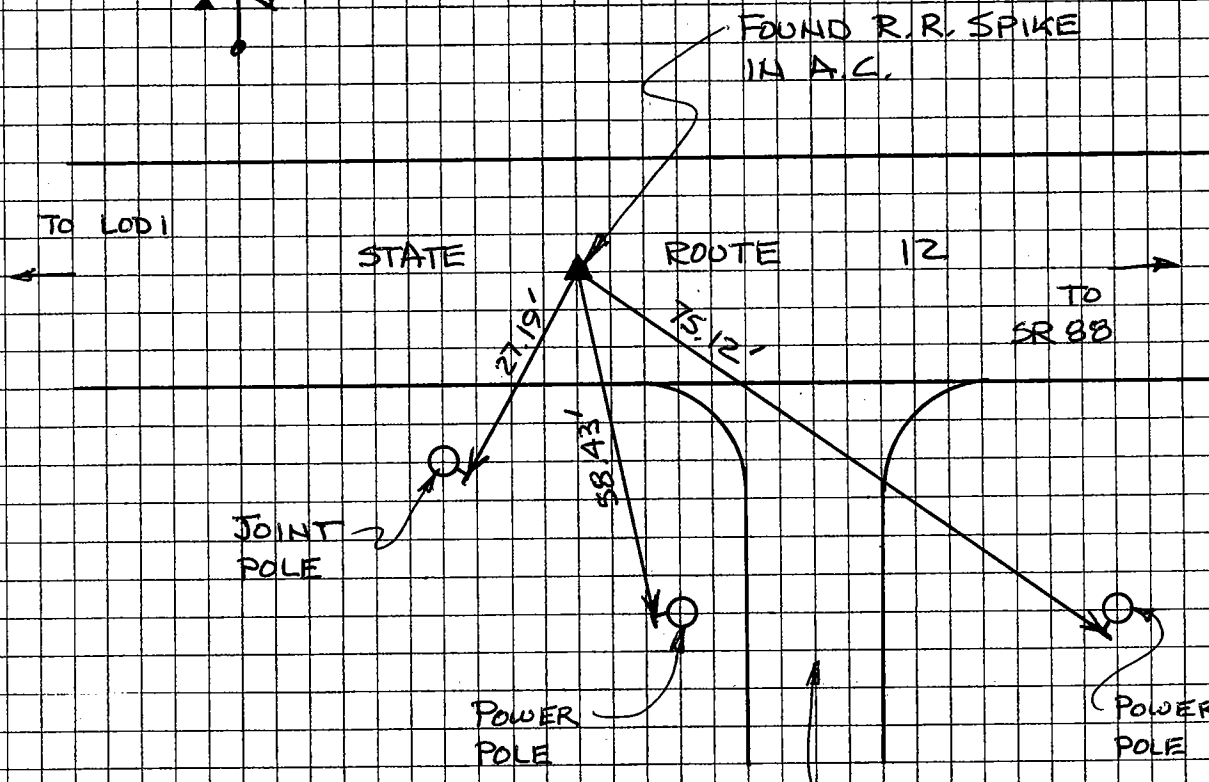 FOUND R.R. SPIKE
IN A.C.
TO LODI
STATE ROUTE 12
TO
SR 88
27.19'
75.12'
58.43'
JOINT
POLE
POWER
POLE
POWER
POLE